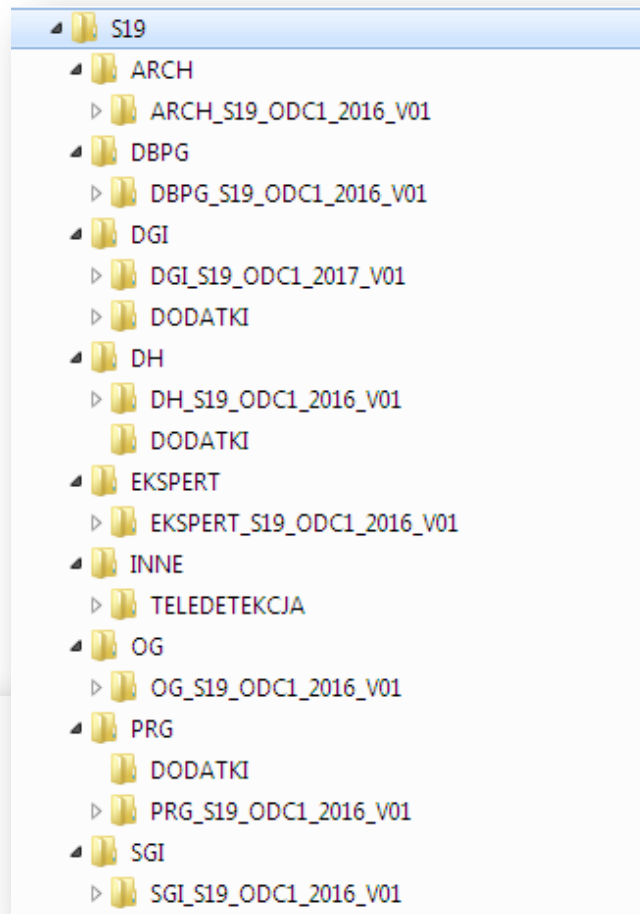 S19
ARCH
ARCH_S19_ODC1_2016_V01
DBPG
DBPG_S19_ODC1_2016_V01
DGI
DGI_S19_ODC1_2017_V01
DODATKI
DH
DH_S19_ODC1_2016_V01
DODATKI
EKSPERT
EKSPERT_S19_ODC1_2016_V01
INNE
TELEDETEKCJA
OG
OG_S19_ODC1_2016_V01
PRG
DODATKI
PRG_S19_ODC1_2016_V01
SGI
SGI_S19_ODC1_2016_V01